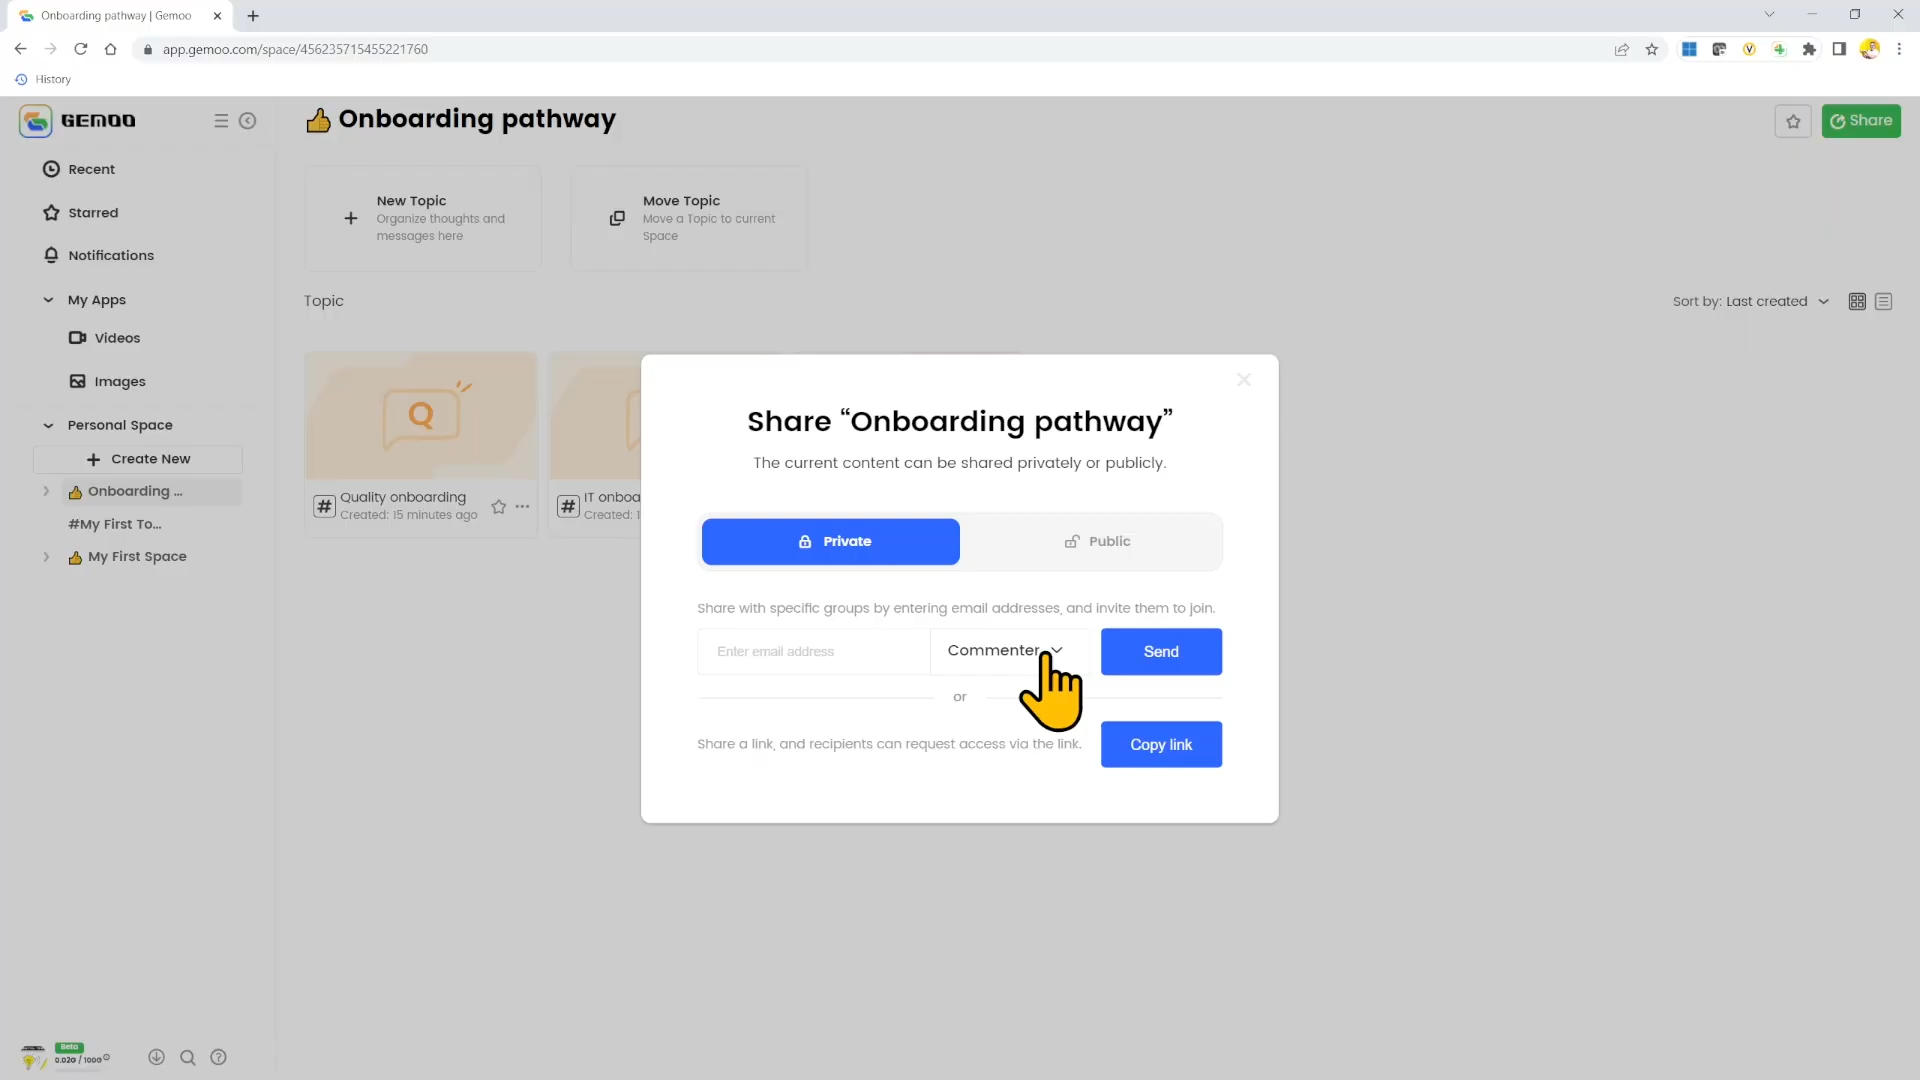 Onboarding pathway | Gemoo
app.gemoo.com/space/456235715455221760
History
GEMOO
Recent
Starred
Notifications
My Apps
Videos
Images
Personal Space
Create New
Onboarding ...
#My First To...
My First Space
Beta
0.02G / 100G
Onboarding pathway
Share
New Topic
Organize thoughts and
messages here
Move Topic
Move a Topic to current
Space
Topic
Sort by: Last created
Q
# Quality onboarding
Created: 15 minutes ago
# IT onboa
Created: 1
Share “Onboarding pathway”
The current content can be shared privately or publicly.
Private
Public
Share with specific groups by entering email addresses, and invite them to join.
Enter email address
Commenter
Send
or
Share a link, and recipients can request access via the link.
Copy link